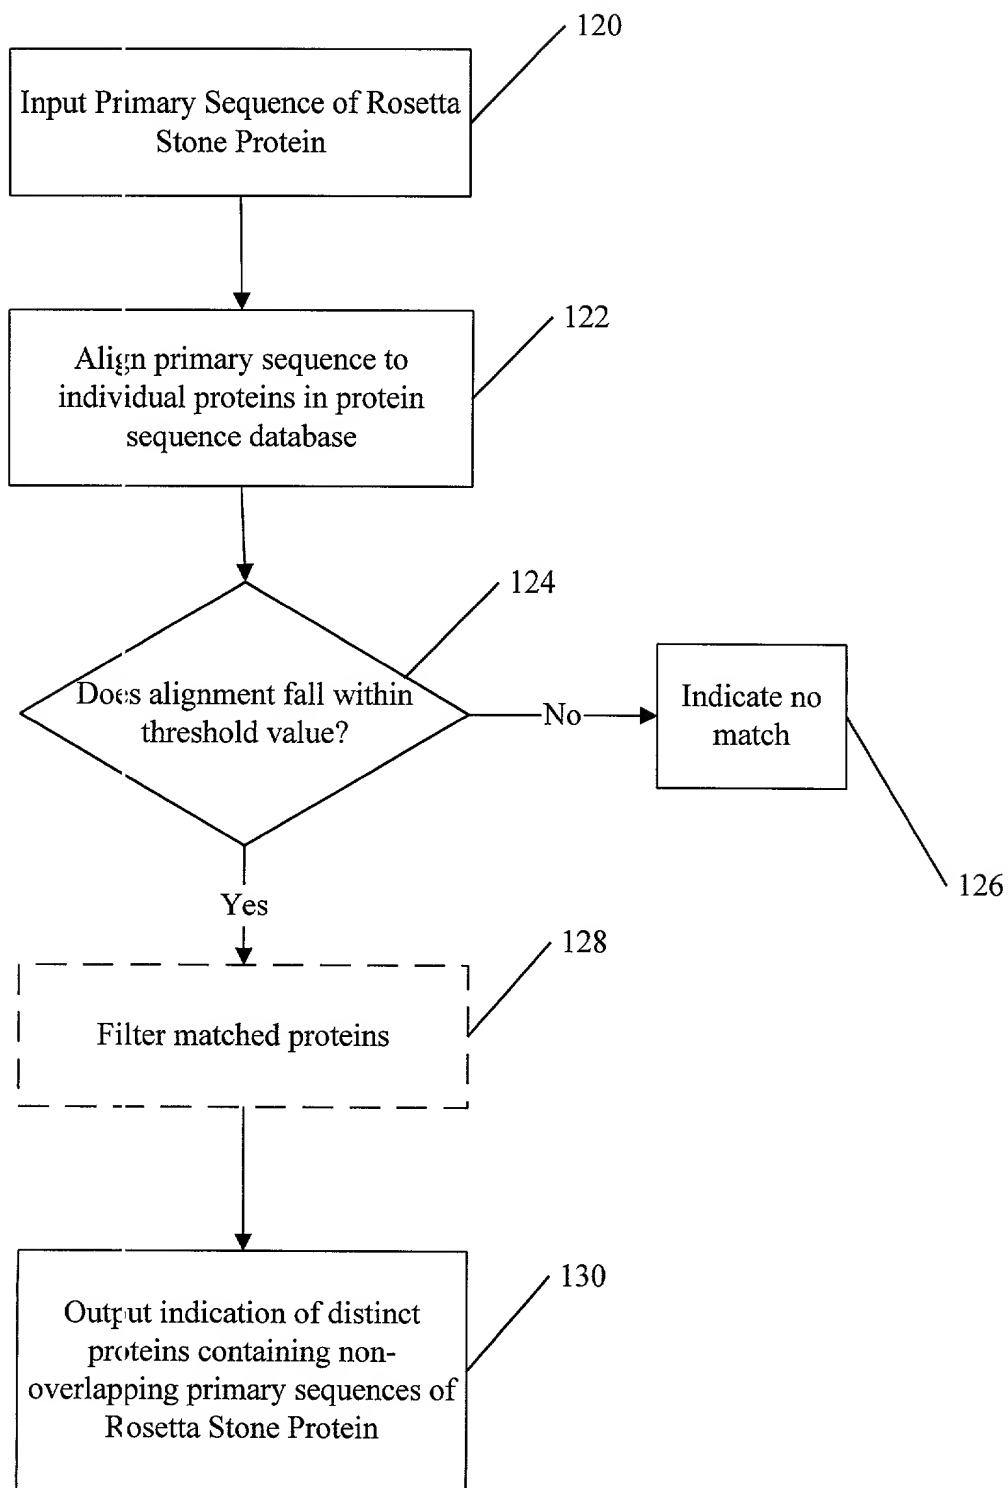 120
Input Primary Sequence of Rosetta
Stone Protein
122
Align primary sequence to
individual proteins in protein
sequence database
124
Does alignment fall within
threshold value?
No
Indicate no
match
126
Yes
128
Filter matched proteins
130
Output indication of distinct
proteins containing non-
overlapping primary sequences of
Rosetta Stone Protein